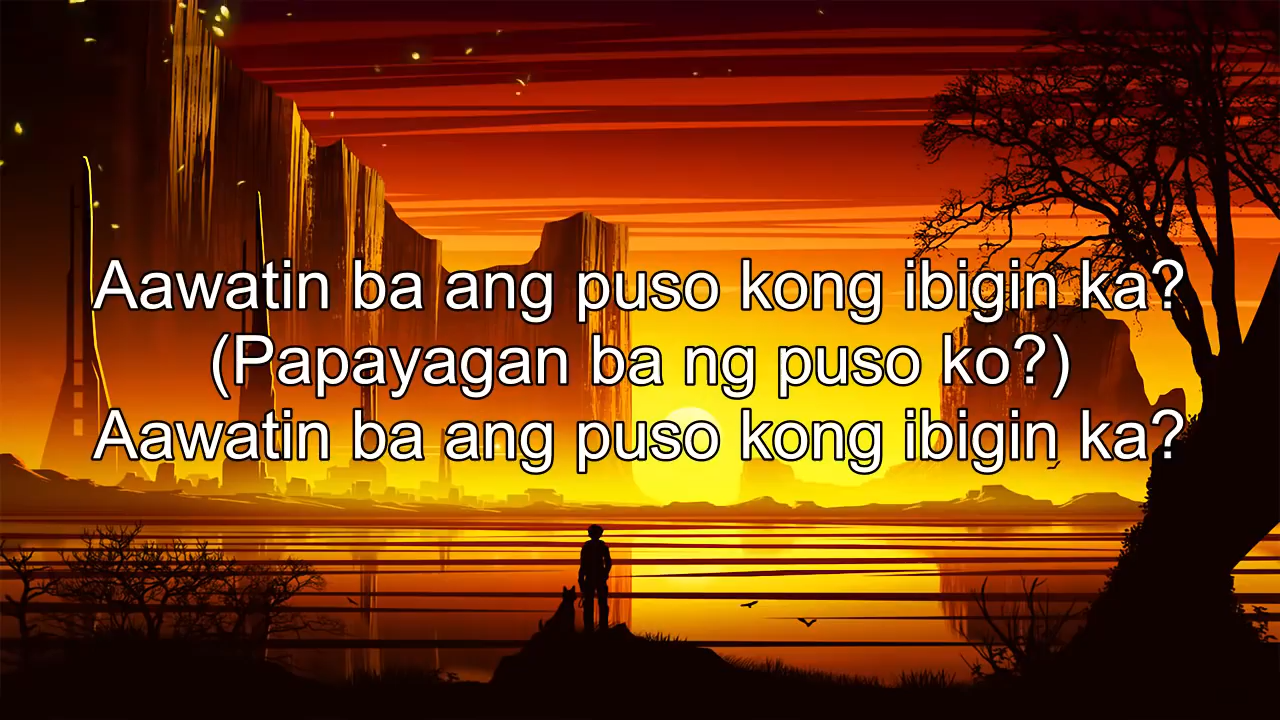 Aawatin ba ang puso kong ibigin ka?
(Papayagan ba ng puso ko?)
Aawatin ba ang puso kong ibigin ka?